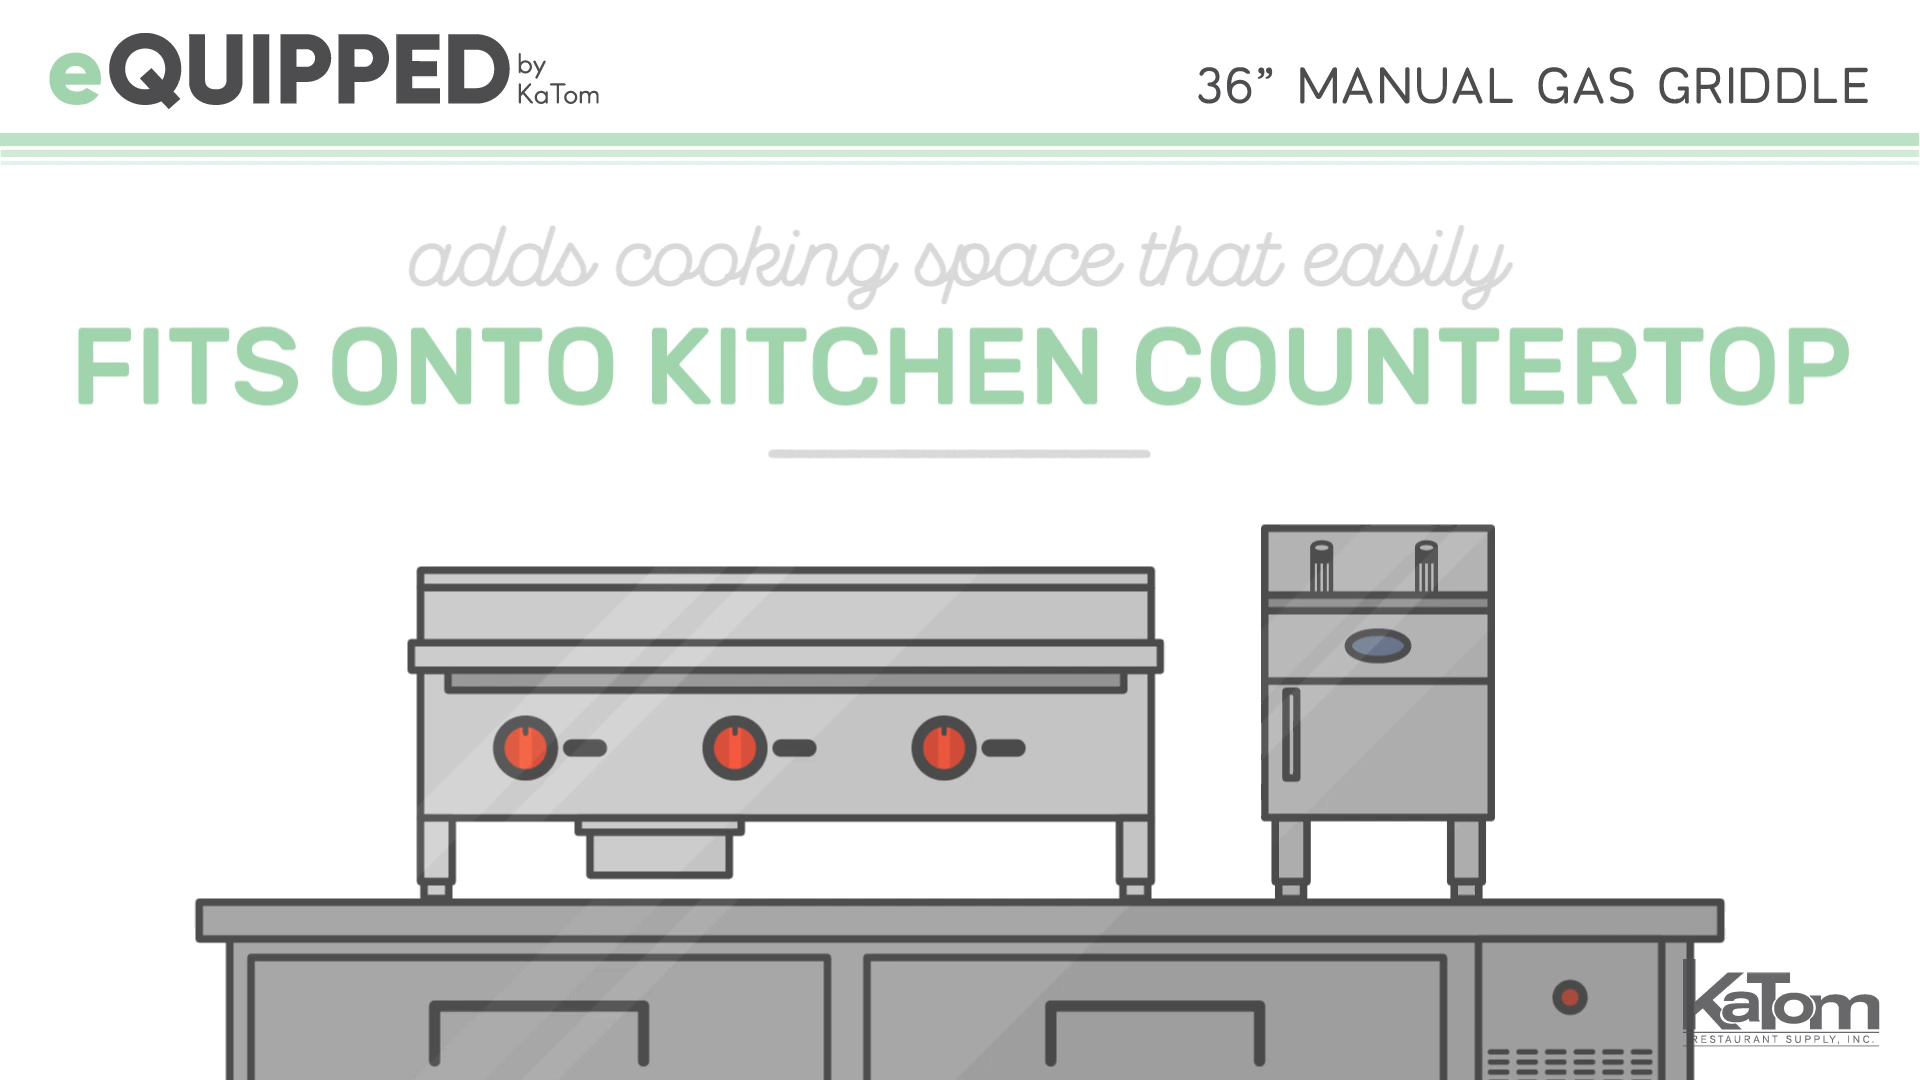 eQUIPPED by KaTom
36” MANUAL GAS GRIDDLE
adds cooking space that easily
FITS ONTO KITCHEN COUNTERTOP
KaTom
RESTAURANT SUPPLY, INC.